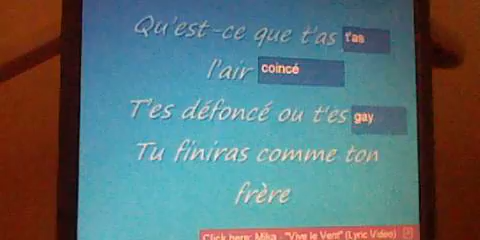 Qu'est-ce que t'as t'as
l'air coincé
T'es défoncé ou t'es gay
Tu finiras comme ton
frère
Click here: Mika - "Vive le Vent" (Lyric Video)